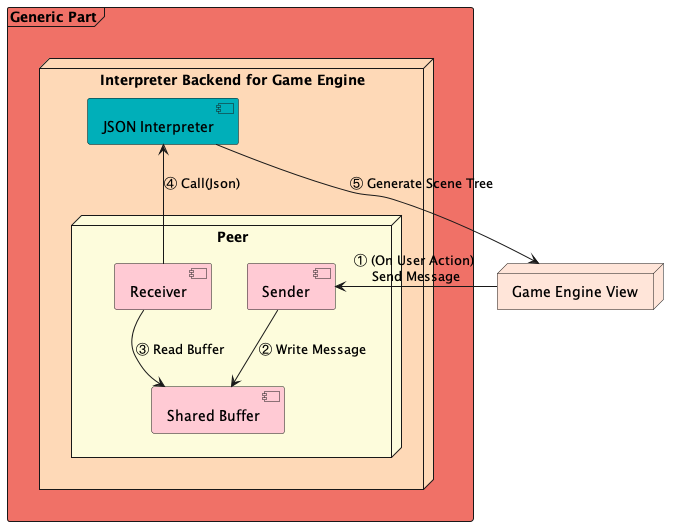 Generic Part
Interpreter Backend for Game Engine
JSON Interpreter
④ Call(Json)
⑤ Generate Scene Tree
Peer
① (On User Action)
Send Message
Receiver
Sender
Game Engine View
③ Read Buffer
② Write Message
Shared Buffer